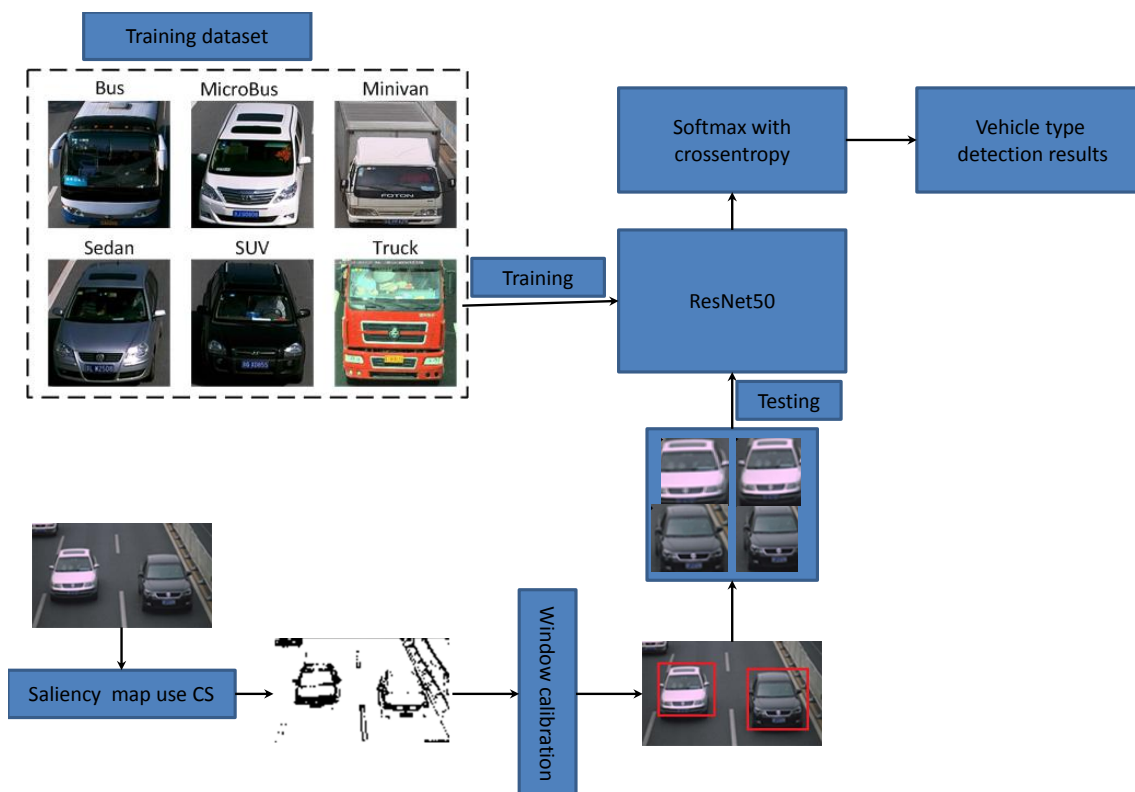 Training dataset
Bus
MicroBus
Minivan
FOTON
Sedan
SUV
Truck
Training
Softmax with
crossentropy
Vehicle type
detection results
ResNet50
Testing
Saliency map use CS
Window calibration